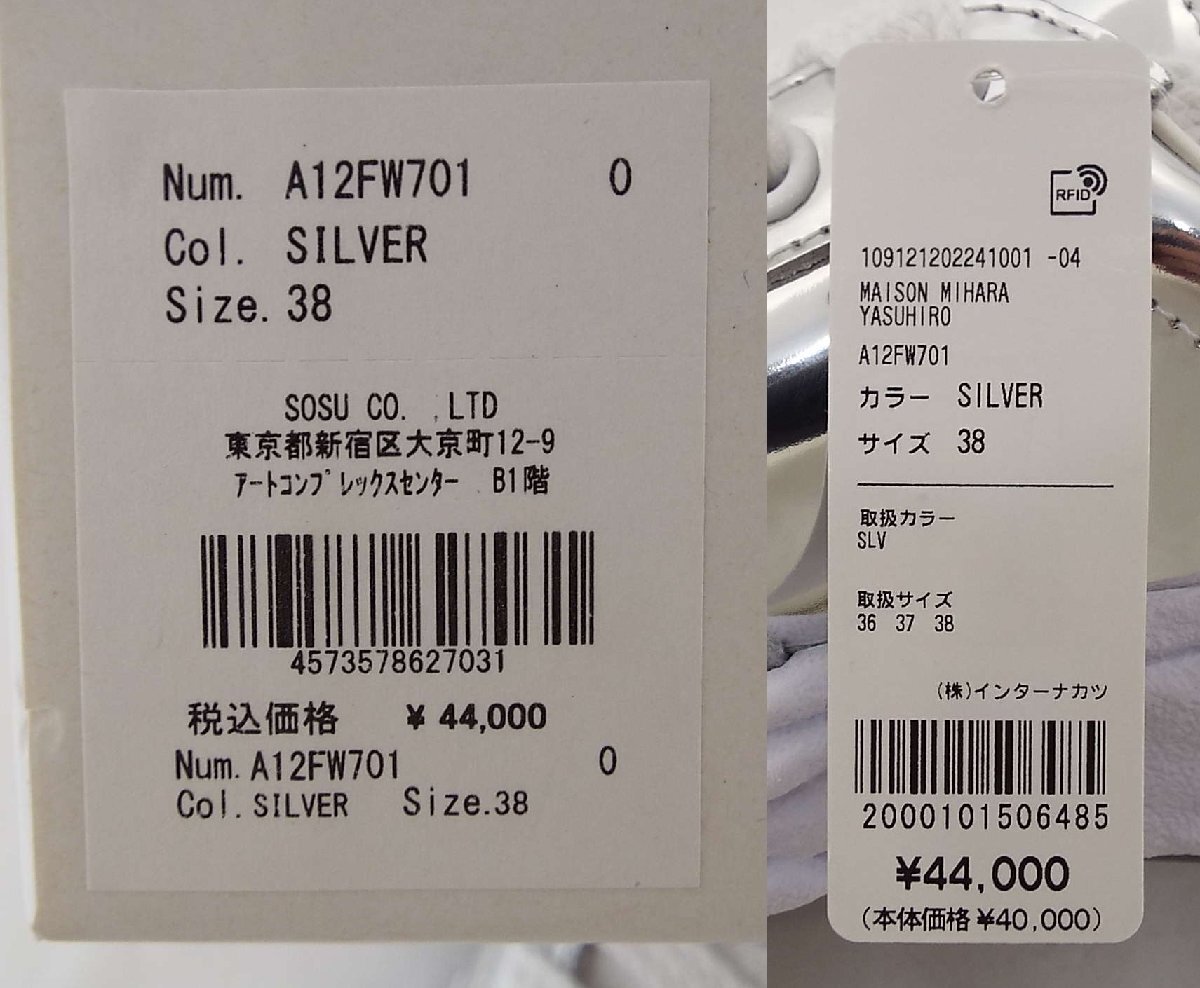 Num. A12FW701 0
Col. SILVER
Size. 38
SOSU CO. ,LTD
東京都新宿区大京町12-9
アートコンプレックスセンター B1階
4573578627031
税込価格 ¥ 44,000
Num. A12FW701 0
Col. SILVER Size.38
RFID
109121202241001 -04
MAISON MIHARA
YASUHIRO
A12FW701
カラー SILVER
サイズ 38
取扱カラー
SLV
取扱サイズ
36 37 38
(株)インターナカツ
2000101506485
¥44,000
(本体価格¥40,000)